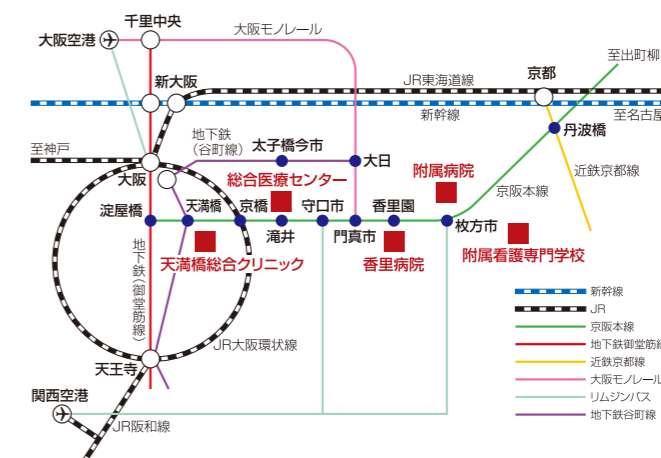 千里中央
大阪モノレール
大阪空港
至出町柳
新大阪
JR東海道線
京都
新幹線
至名古屋
丹波橋
至神戸
地下鉄
(谷町線)
太子橋今市
大日
近鉄京都線
大阪
総合医療センター
附属病院
京阪本線
淀屋橋
天満橋
京橋
滝井
守口市
門真市
香里園
枚方市
天満橋総合クリニック
香里病院
附属看護専門学校
地下鉄(御堂筋線)
JR大阪環状線
天王寺
関西空港
JR阪和線
新幹線
JR
京阪本線
地下鉄御堂筋線
近鉄京都線
大阪モノレール
リムジンバス
地下鉄谷町線